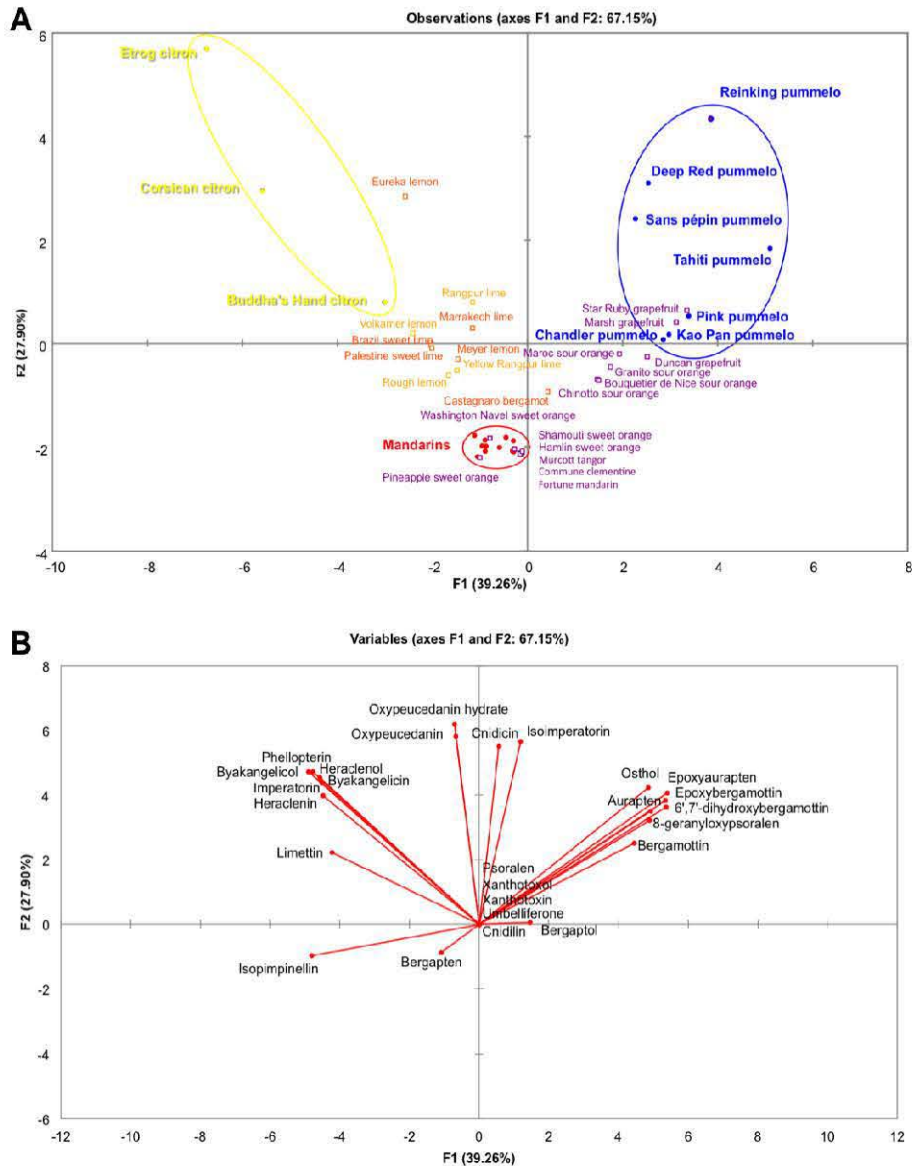 A
Observations (axes F1 and F2: 67.15%)
6
Etrog citron
Reinking pummelo
4
Deep Red pummelo
Corsican citron
Eureka lemon
Sans pépin pummelo
2
Tahiti pummelo
Buddha's Hand citron
Rangpur lime
Star Ruby grapefruit
Volkamer lemon
Marrakech lime
Marsh grapefruit
Pink pummelo
Brazil sweet lime
Chandler pummelo
Kao Pan pummelo
F2 (27.90%)
0
Palestine sweet lime
Meyer lemon
Maroc sour orange
Duncan grapefruit
Yellow Rangpur lime
Granito sour orange
Rough lemon
Bouquetier de Nice sour orange
Castagnaro bergamot
Chinotto sour orange
Washington Navel sweet orange
Mandarins
Shamouti sweet orange
-2
Hamlin sweet orange
Murcott tangor
Pineapple sweet orange
Commune clementine
Fortune mandarin
-4
-10 -8 -6 -4 -2 0 2 4 6 8
F1 (39.26%)
B
Variables (axes F1 and F2: 67.15%)
8
Oxypeucedanin hydrate
6
Oxypeucedanin
Cnidicin
Isoimperatorin
Phellopterin
Byakangelicol
Heraclenol
Osthol
Epoxyaurapten
Imperatorin
Byakangelicin
Epoxybergamottin
4
Heraclenin
Aurapten
6',7'-dihydroxybergamottin
8-geranyloxypsoralen
Limettin
Bergamottin
2
Psoralen
Xanthotoxol
Xanthotoxin
Umbelliferone
F2 (27.90%)
0
Cnidilin
Bergaptol
Isopimpinellin
Bergapten
-2
-4
-6
-12 -10 -8 -6 -4 -2 0 2 4 6 8 10 12
F1 (39.26%)